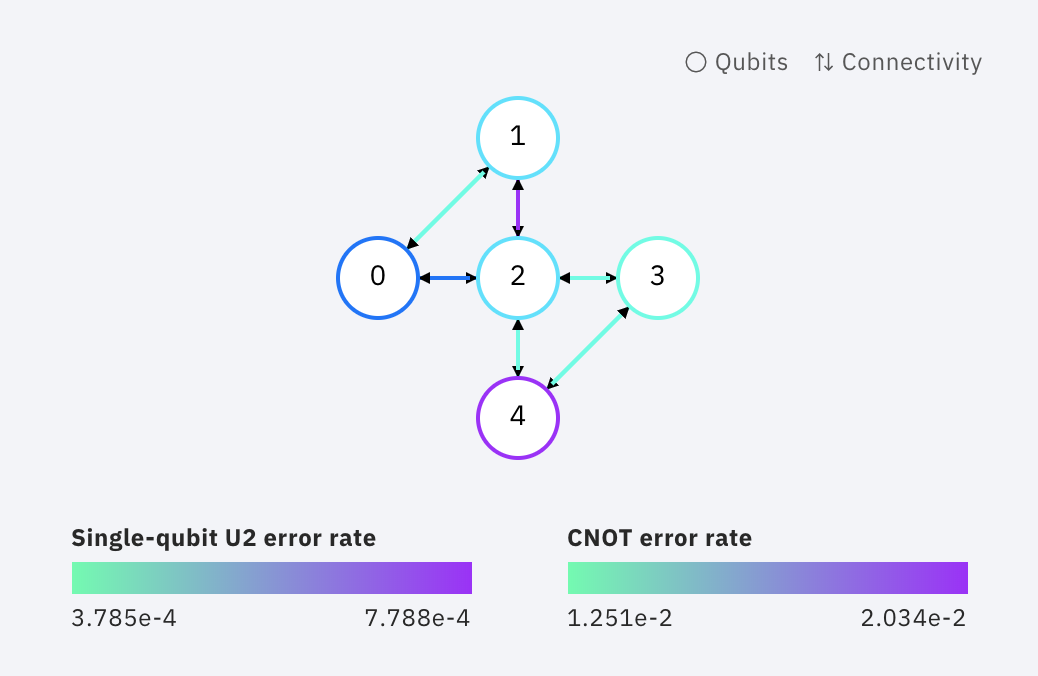 Qubits Connectivity
1
0 2 3
4
Single-qubit U2 error rate CNOT error rate
3.785e-4 7.788e-4 1.251e-2 2.034e-2